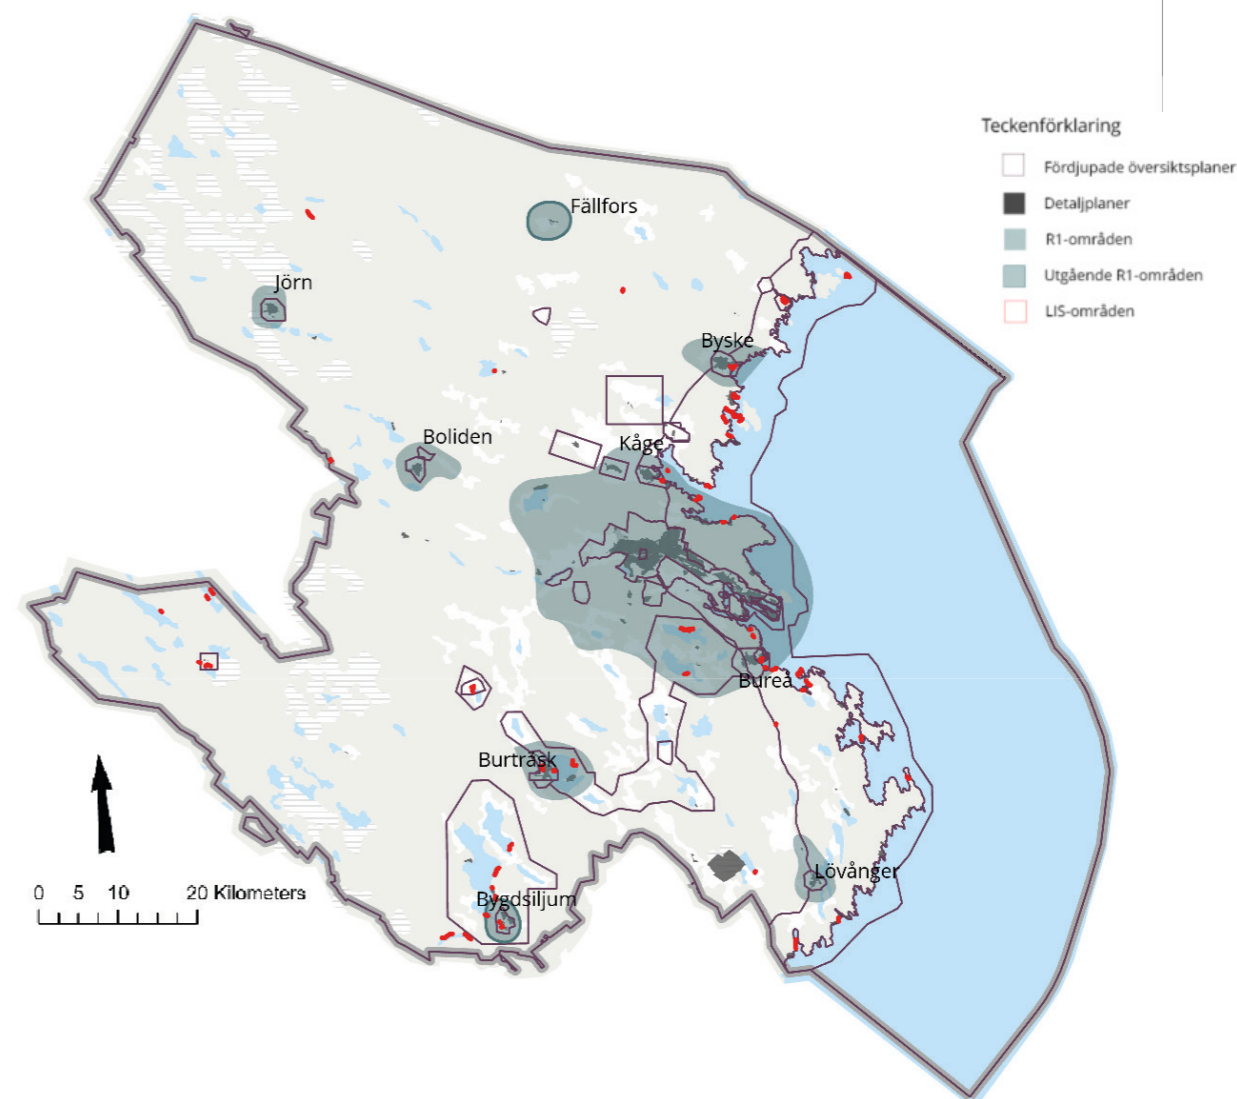 Teckenförklaring
Fördjupade översiktsplaner
Detaljplaner
R1-områden
Utgående R1-områden
LIS-områden
Fällfors
Jörn
Byske
Boliden
Kåge
Bureå
Burträsk
Lövånger
Bygdsiljum
0 5 10 20 Kilometers